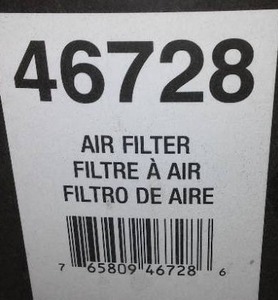 46728
AIR FILTER
FILTRE À AIR
FILTRO DE AIRE
7 65809 46728 6